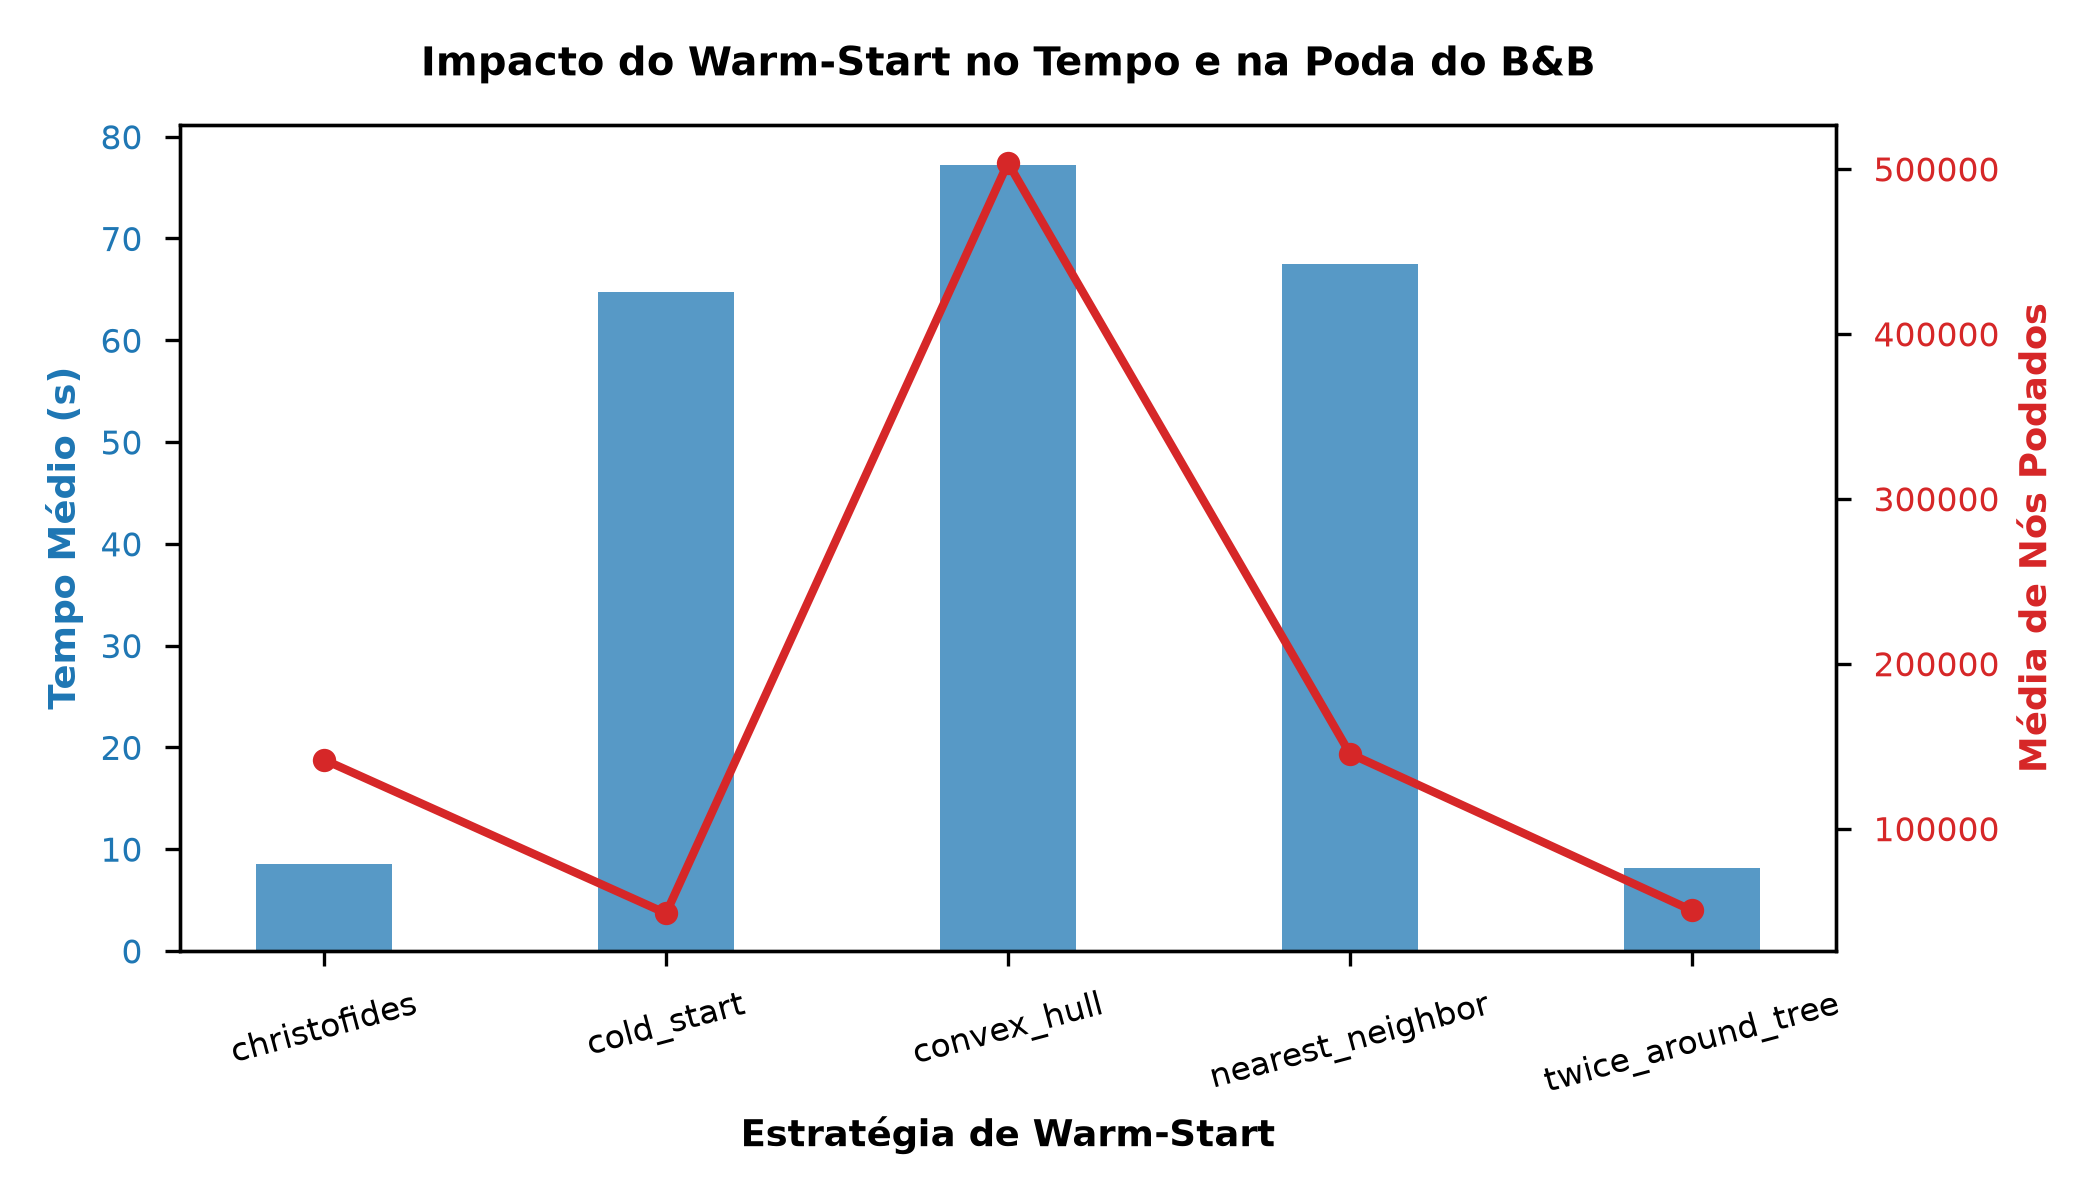 Impacto do Warm-Start no Tempo e na Poda do B&B
80
70
60
50
40
30
20
10
0
Tempo Médio (s)
500000
400000
300000
200000
100000
Média de Nós Podados
christofides
cold_start
convex_hull
nearest_neighbor
twice_around_tree
Estratégia de Warm-Start